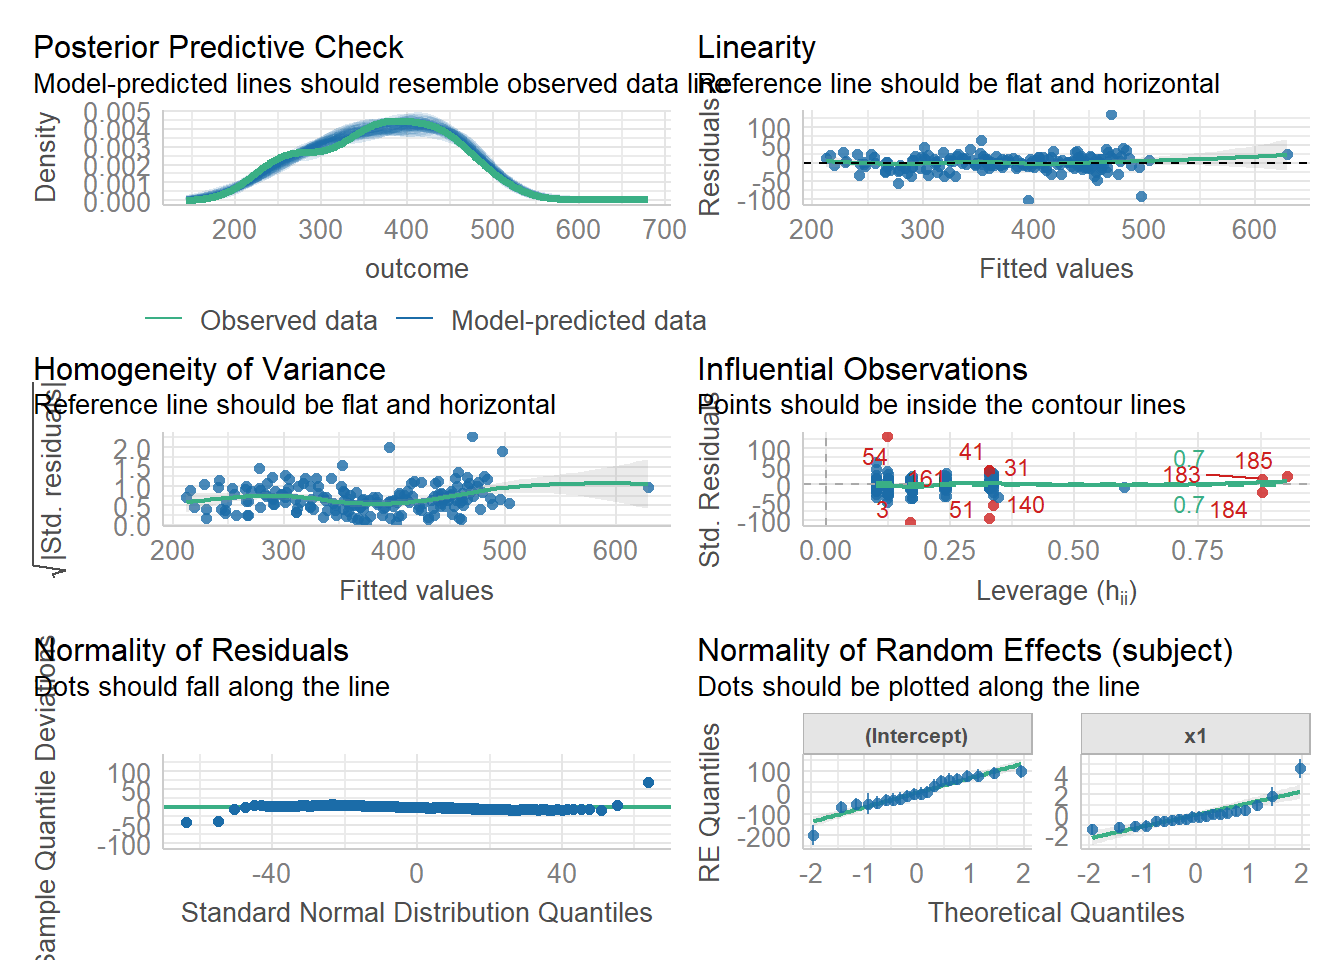 Posterior Predictive Check
Model-predicted lines should resemble observed data line
Density
0.005
0.004
0.003
0.002
0.001
0.000
200 300 400 500 600 700
outcome
Observed data Model-predicted data
Linearity
Reference line should be flat and horizontal
Residuals
100
50
0
-50
-100
200 300 400 500 600
Fitted values
Homogeneity of Variance
Reference line should be flat and horizontal
√|Std. residuals|
2.0
1.5
1.0
0.5
0.0
200 300 400 500 600
Fitted values
Influential Observations
Points should be inside the contour lines
Std. Residuals
100
50
0
-50
-100
54 41 31 0.7 185
161 183
3 51 140 0.7 184
0.00 0.25 0.50 0.75
Leverage (hii)
Normality of Residuals
Dots should fall along the line
Sample Quantile Deviations
100
50
0
-50
-100
-40 0 40
Standard Normal Distribution Quantiles
Normality of Random Effects (subject)
Dots should be plotted along the line
RE Quantiles
(Intercept)
100
0
-100
-200
-2 -1 0 1 2
x1
4
2
0
-2
-2 -1 0 1 2
Theoretical Quantiles